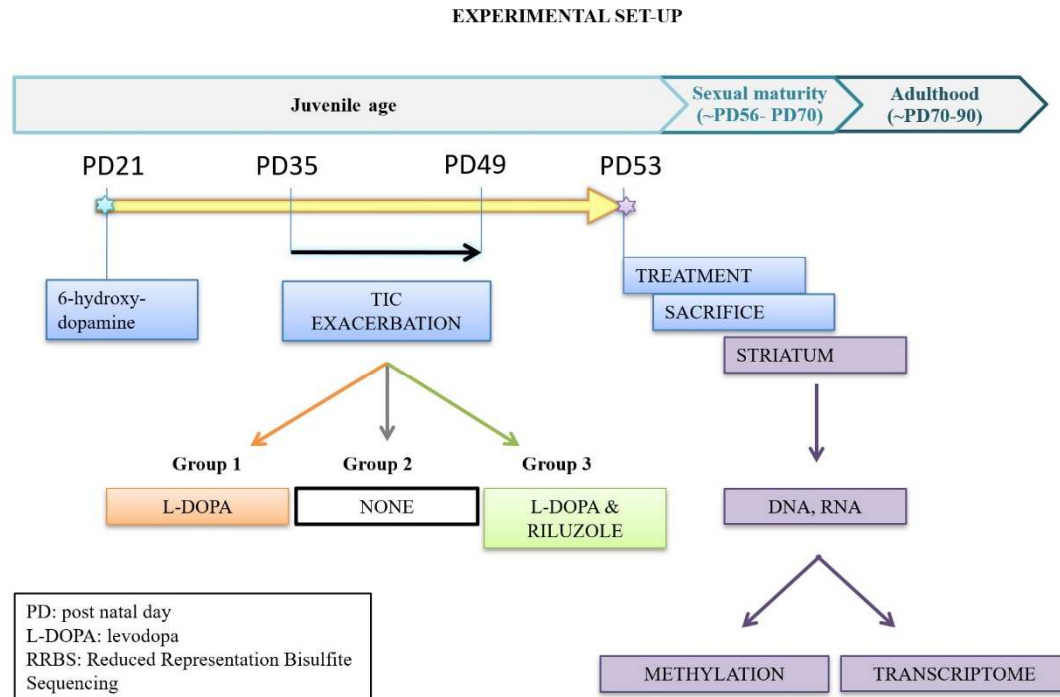 EXPERIMENTAL SET-UP
Juvenile age
Sexual maturity
(~PD56- PD70)
Adulthood
(~PD70-90)
PD21
PD35
PD49
PD53
6-hydroxy-
dopamine
TIC
EXACERBATION
TREATMENT
SACRIFICE
STRIATUM
Group 1
Group 2
Group 3
L-DOPA
NONE
L-DOPA &
RILUZOLE
DNA, RNA
PD: post natal day
L-DOPA: levodopa
RRBS: Reduced Representation Bisulfite
Sequencing
METHYLATION
TRANSCRIPTOME